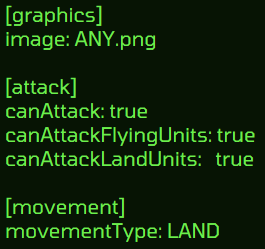 [graphics]
image: ANY.png

[attack]
canAttack: true
canAttackFlyingUnits: true
canAttackLandUnits:  true

[movement]
movementType: LAND